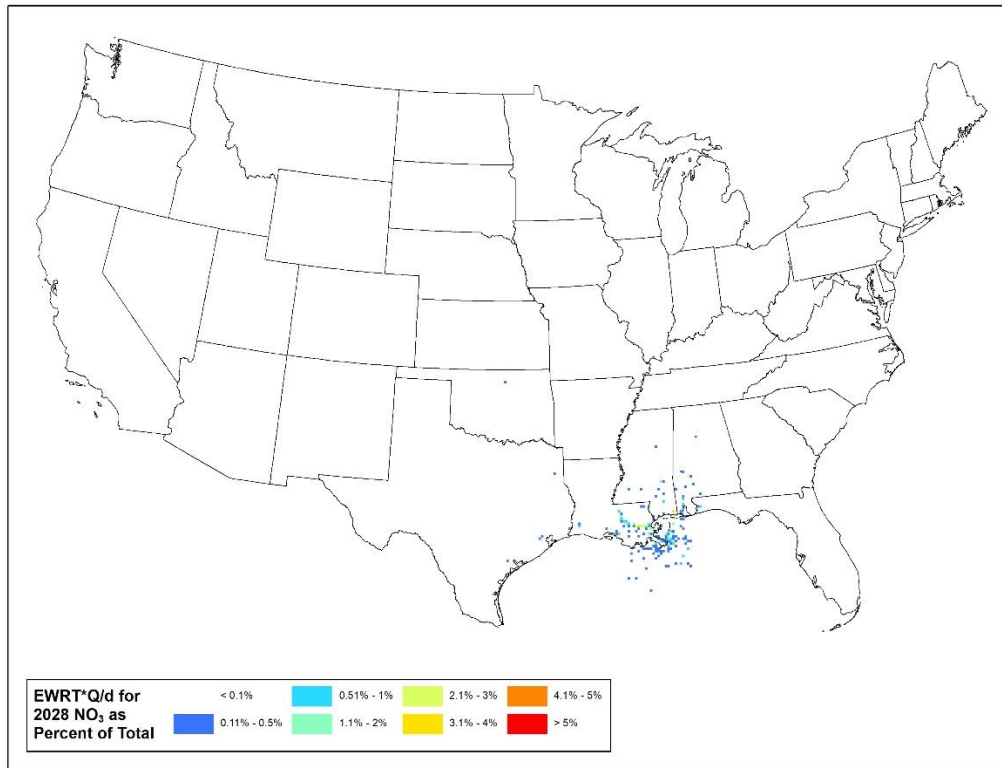 EWRT*Q/d for
2028 NO₃ as
Percent of Total
< 0.1%
0.51% - 1%
2.1% - 3%
4.1% - 5%
0.11% - 0.5%
1.1% - 2%
3.1% - 4%
> 5%